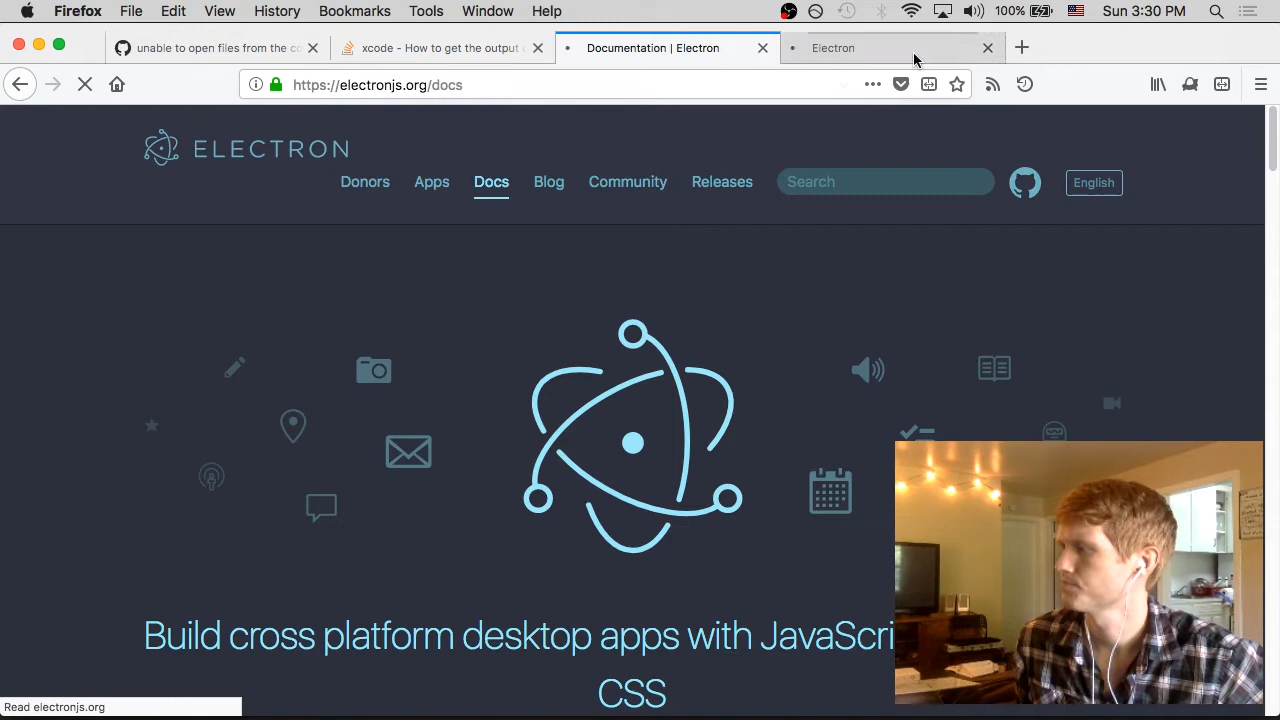 Firefox File Edit View History Bookmarks Tools Window Help 100% Sun 3:30 PM
unable to open files from the co xcode - How to get the output Documentation | Electron Electron
https://electronjs.org/docs
ELECTRON
Donors Apps Docs Blog Community Releases Search English
Build cross platform desktop apps with JavaScri
CSS
Read electronjs.org